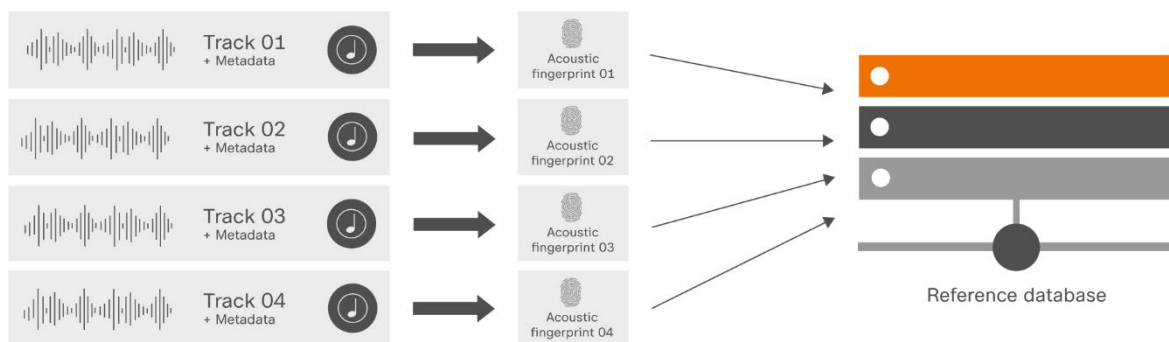 Track 01
+ Metadata
Acoustic
fingerprint 01
Track 02
+ Metadata
Acoustic
fingerprint 02
Track 03
+ Metadata
Acoustic
fingerprint 03
Track 04
+ Metadata
Acoustic
fingerprint 04
Reference database